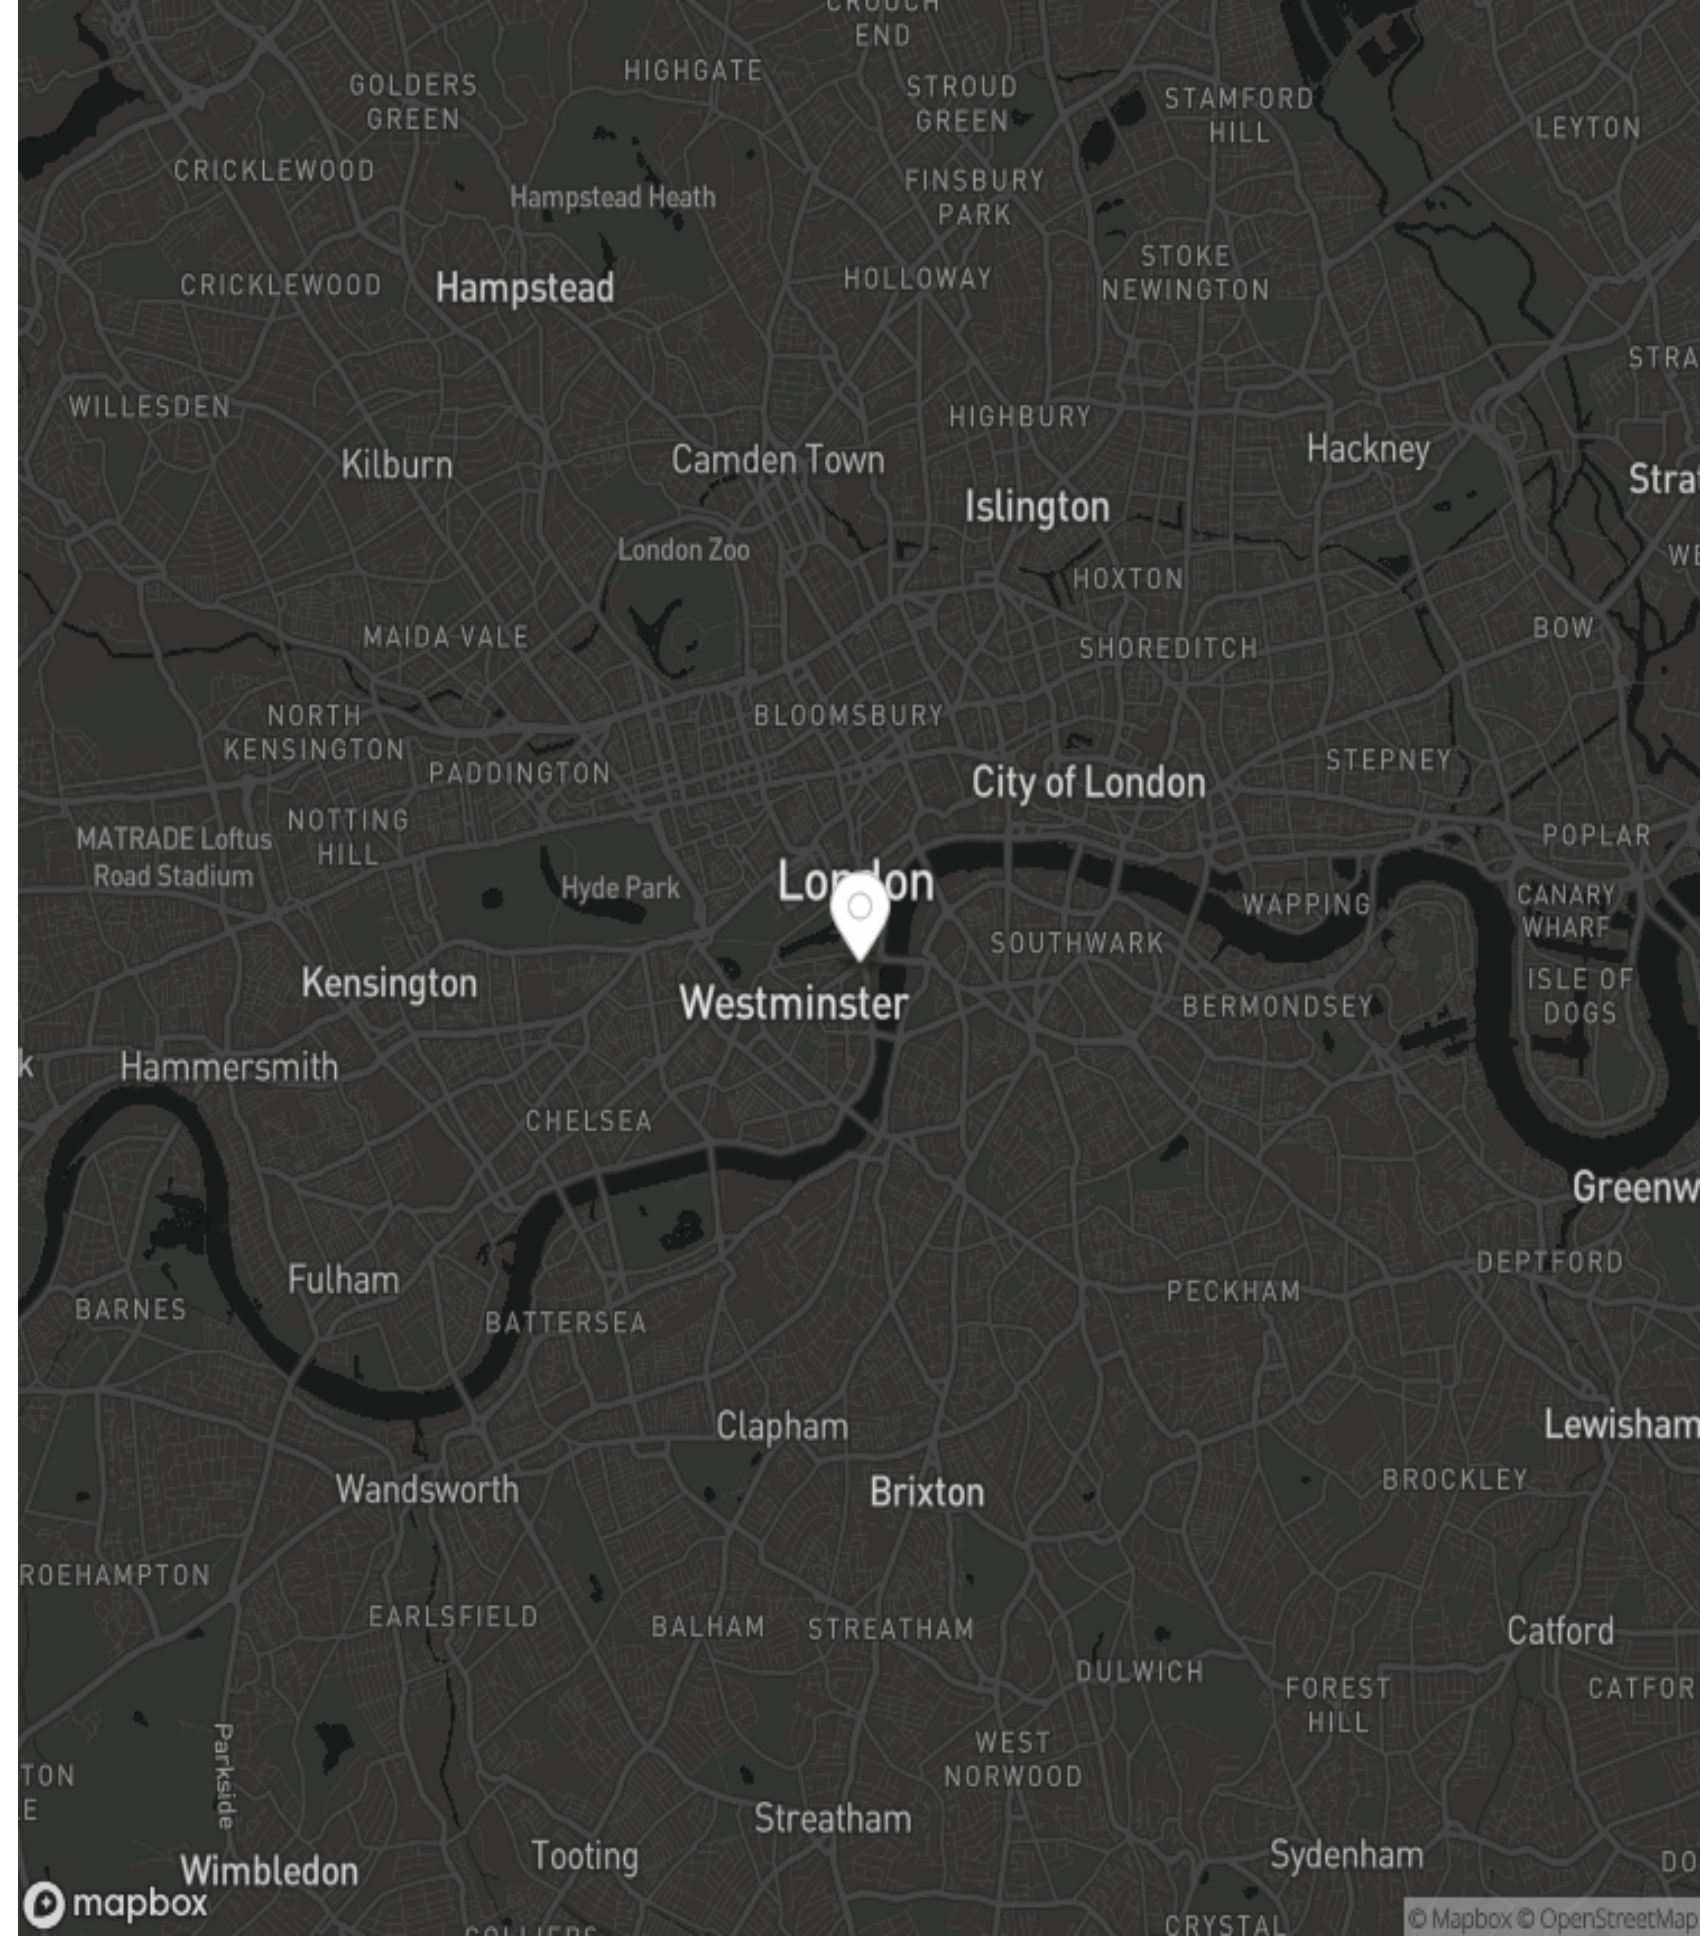 CROUCH
END
HIGHGATE
GOLDERS
GREEN
STROUD
GREEN
STAMFORD
HILL
LEYTON
CRICKLEWOOD
Hampstead Heath
FINSBURY
PARK
CRICKLEWOOD
Hampstead
HOLLOWAY
STOKE
NEWINGTON
STRA
WILLESDEN
HIGHBURY
Kilburn
Camden Town
Hackney
Strat
Islington
London Zoo
WE
HOXTON
MAIDA VALE
SHOREDITCH
BOW
NORTH
KENSINGTON
BLOOMSBURY
PADDINGTON
City of London
STEPNEY
MATRADE Loftus
Road Stadium
NOTTING
HILL
POPLAR
Hyde Park
London
WAPPING
CANARY
WHARF
SOUTHWARK
Kensington
Westminster
BERMONDSEY
ISLE OF
DOGS
k
Hammersmith
CHELSEA
Greenw
Fulham
BARNES
BATTERSEA
PECKHAM
DEPTFORD
Clapham
Lewisham
Wandsworth
Brixton
BROCKLEY
ROEHAMPTON
EARLSFIELD
BALHAM
STREATHAM
Catford
DULWICH
FOREST
HILL
CATFOR
Parkside
WEST
NORWOOD
TON
E
Streatham
Wimbledon
Tooting
Sydenham
DO
mapbox
COLLIERS
CRYSTAL
© Mapbox © OpenStreetMap